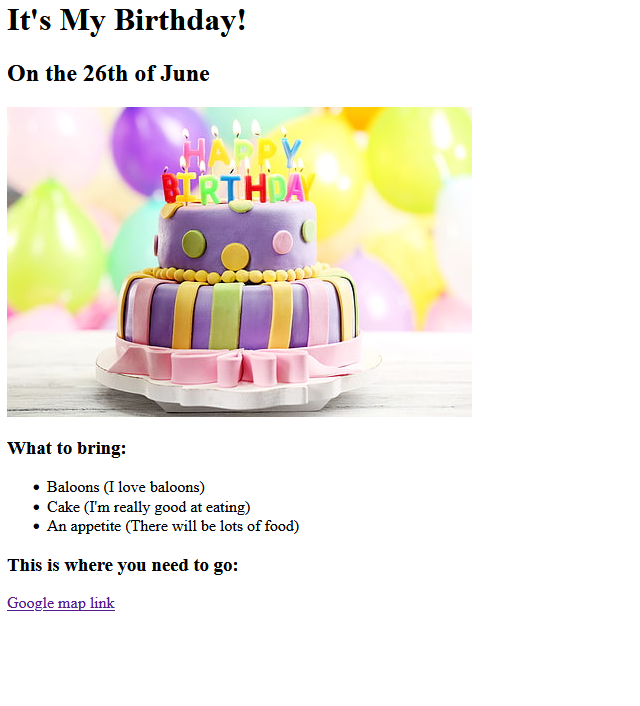 It's My Birthday!
On the 26th of June
HAPPY
BIRTHDAY
What to bring:
Baloons (I love baloons)
Cake (I'm really good at eating)
An appetite (There will be lots of food)
This is where you need to go:
Google map link